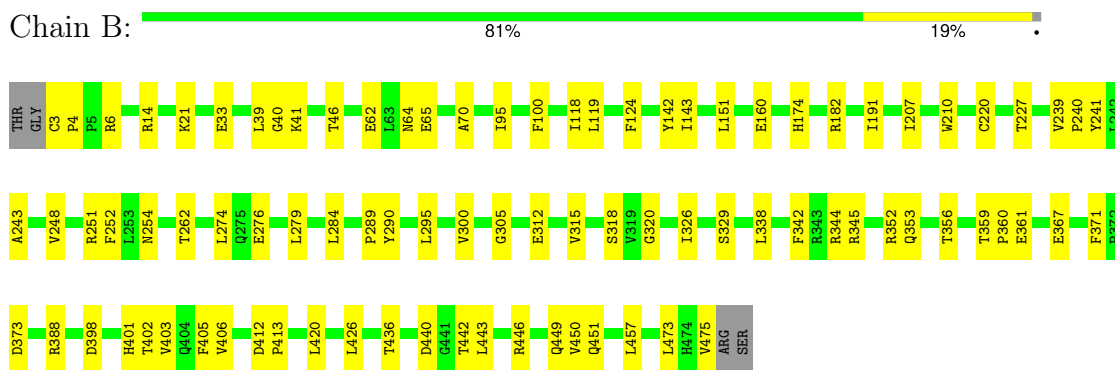 Chain B:
81% 19% •
THR GLY C3 P4 P5 R6 R14 K21 E33 L39 G40 K41 T46 E62 L63 N64 E65 A70 I95 F100 I118 L119 F124 Y142 I143 L151 E160 H174 R182 I191 I207 W210 C220 T227 V239 P240 Y241
A243 V248 R251 F252 L253 N254 T262 L274 Q275 E276 L279 L284 P289 Y290 L295 V300 G305 E312 V315 S318 V319 G320 I326 S329 L338 F342 R343 R344 R345 R352 Q353 T356 T359 P360 E361 E367 F371
D373 R388 D398 H401 T402 V403 Q404 F405 V406 D412 P413 L420 L426 T436 D440 G441 T442 L443 R446 Q449 V450 Q451 L457 L473 H474 V475 ARG SER